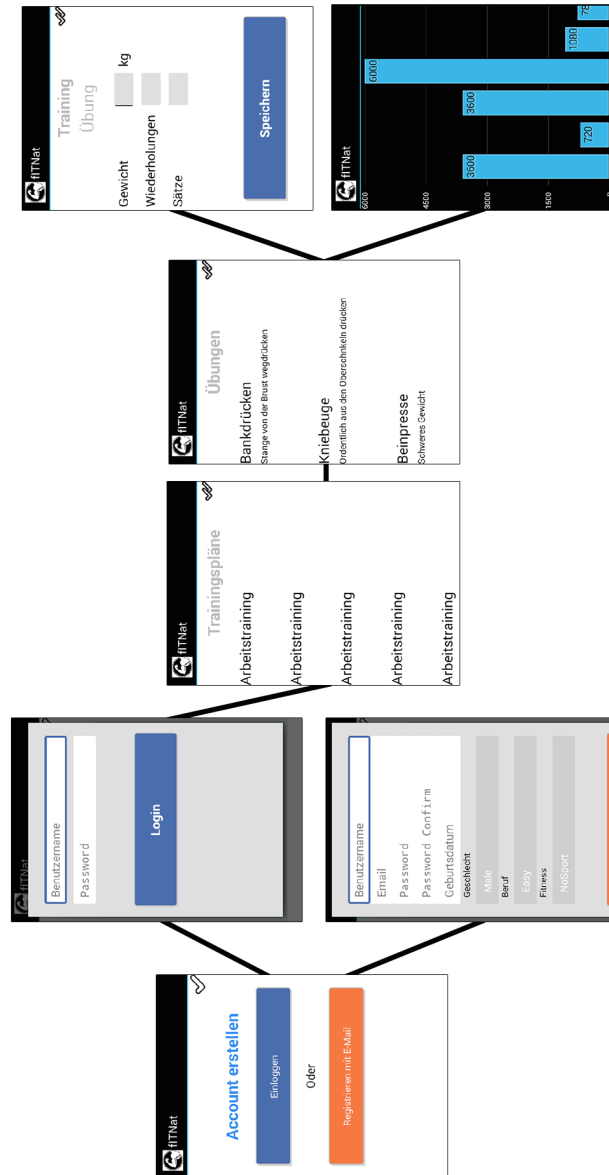 fITNat
Account erstellen
Einloggen
Oder
Registrieren mit E-Mail
fITNat
Benutzername
Password
Login
Benutzername
Email
Password
Password Confirm
Geburtsdatum
Geschlecht
Male
Beruf
Easy
Fitness
NoSport
fITNat
Trainingspläne
Arbeitstraining
Arbeitstraining
Arbeitstraining
Arbeitstraining
Arbeitstraining
fITNat
Übungen
Bankdrücken
Stange von der Brust wegdrücken
Kniebeuge
Ordentlich aus den Oberschnkeln drücken
Beinpresse
Schweres Gewicht
fITNat
Training
Übung
Gewicht kg
Wiederholungen
Sätze
Speichern
fITNat
6000
4500
3000
1500
0
3600
720
3600
6000
1080